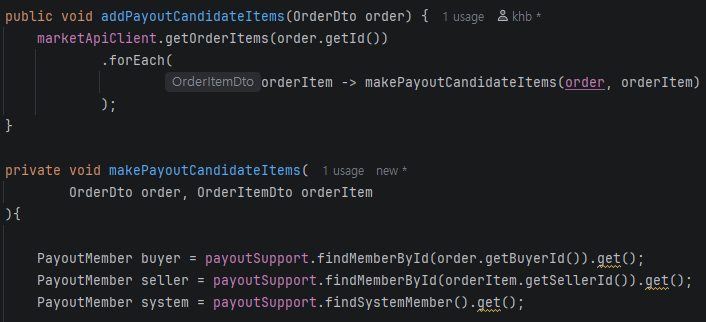 public void addPayoutCandidateItems(OrderDto order) { 1 usage khb *
marketApiClient.getOrderItems(order.getId())
.forEach(
OrderItemDto orderItem -> makePayoutCandidateItems(order, orderItem)
);
}
private void makePayoutCandidateItems( 1 usage new *
OrderDto order, OrderItemDto orderItem
){
PayoutMember buyer = payoutSupport.findMemberById(order.getBuyerId()).get();
PayoutMember seller = payoutSupport.findMemberById(orderItem.getSellerId()).get();
PayoutMember system = payoutSupport.findSystemMember().get();